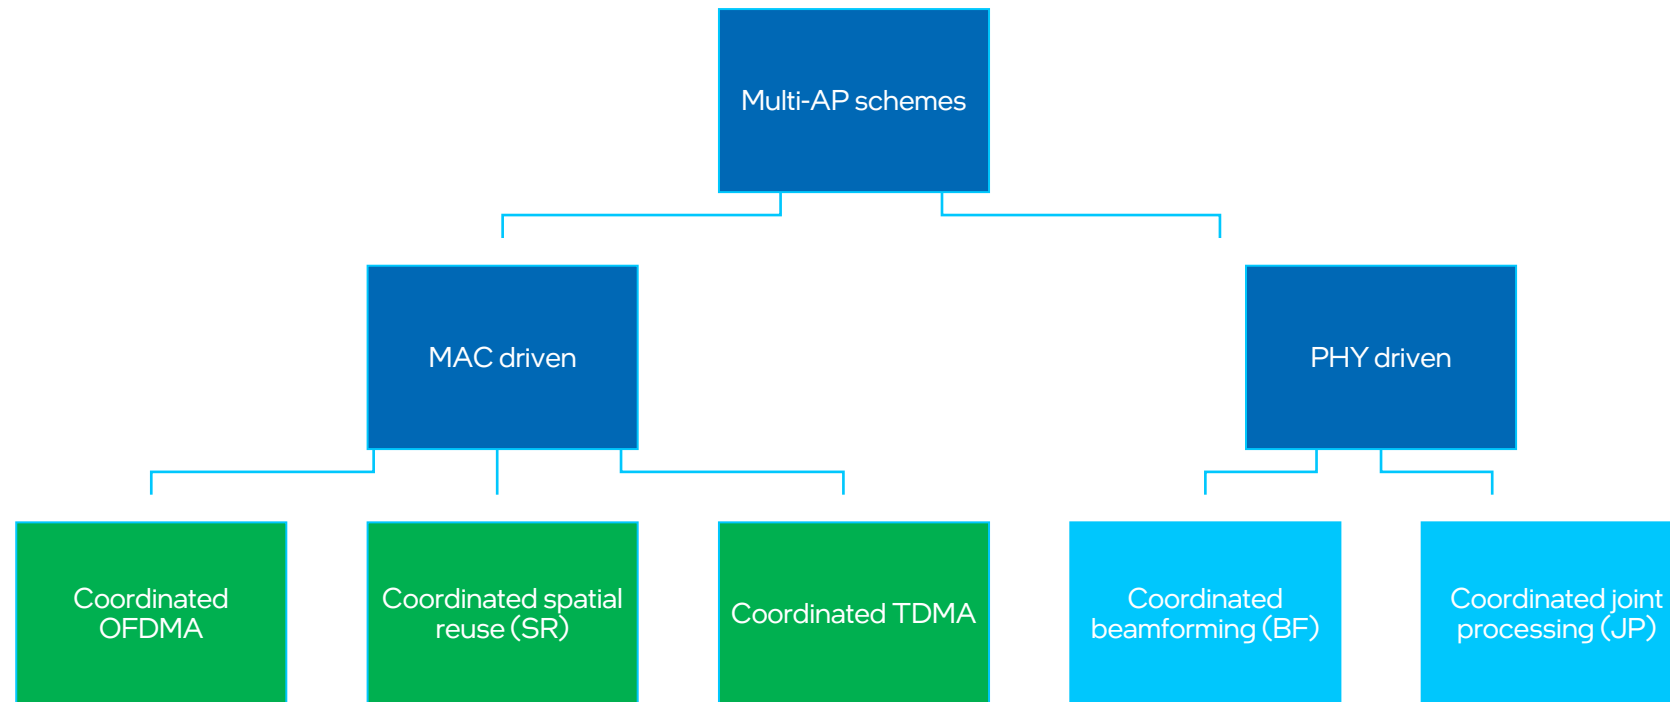 Multi-AP schemes
MAC driven
PHY driven
Coordinated
OFDMA
Coordinated spatial
reuse (SR)
Coordinated TDMA
Coordinated
beamforming (BF)
Coordinated joint
processing (JP)